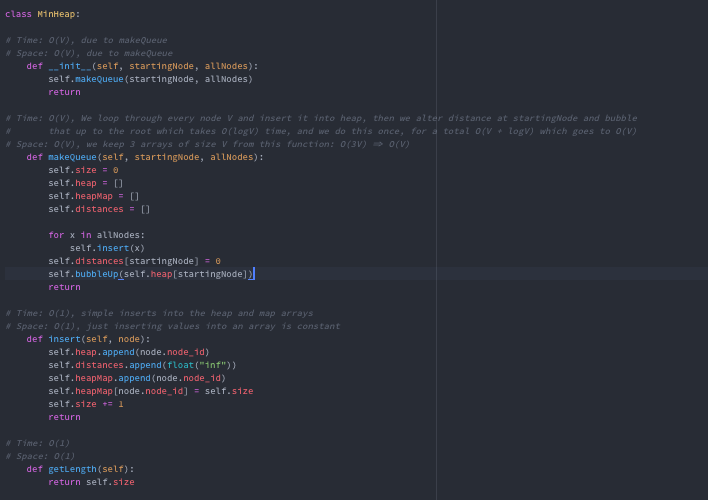 class MinHeap:
# Time: O(V), due to makeQueue
# Space: O(V), due to makeQueue
    def __init__(self, startingNode, allNodes):
        self.makeQueue(startingNode, allNodes)
        return
# Time: O(V), We loop through every node V and insert it into heap, then we alter distance at startingNode and bubble
#       that up to the root which takes O(logV) time, and we do this once, for a total O(V + logV) which goes to O(V)
# Space: O(V), we keep 3 arrays of size V from this function: O(3V) => O(V)
    def makeQueue(self, startingNode, allNodes):
        self.size = 0
        self.heap = []
        self.heapMap = []
        self.distances = []
        for x in allNodes:
            self.insert(x)
        self.distances[startingNode] = 0
        self.bubbleUp(self.heap[startingNode])
        return
# Time: O(1), simple inserts into the heap and map arrays
# Space: O(1), just inserting values into an array is constant
    def insert(self, node):
        self.heap.append(node.node_id)
        self.distances.append(float("inf"))
        self.heapMap.append(node.node_id)
        self.heapMap[node.node_id] = self.size
        self.size += 1
        return
# Time: O(1)
# Space: O(1)
    def getLength(self):
        return self.size